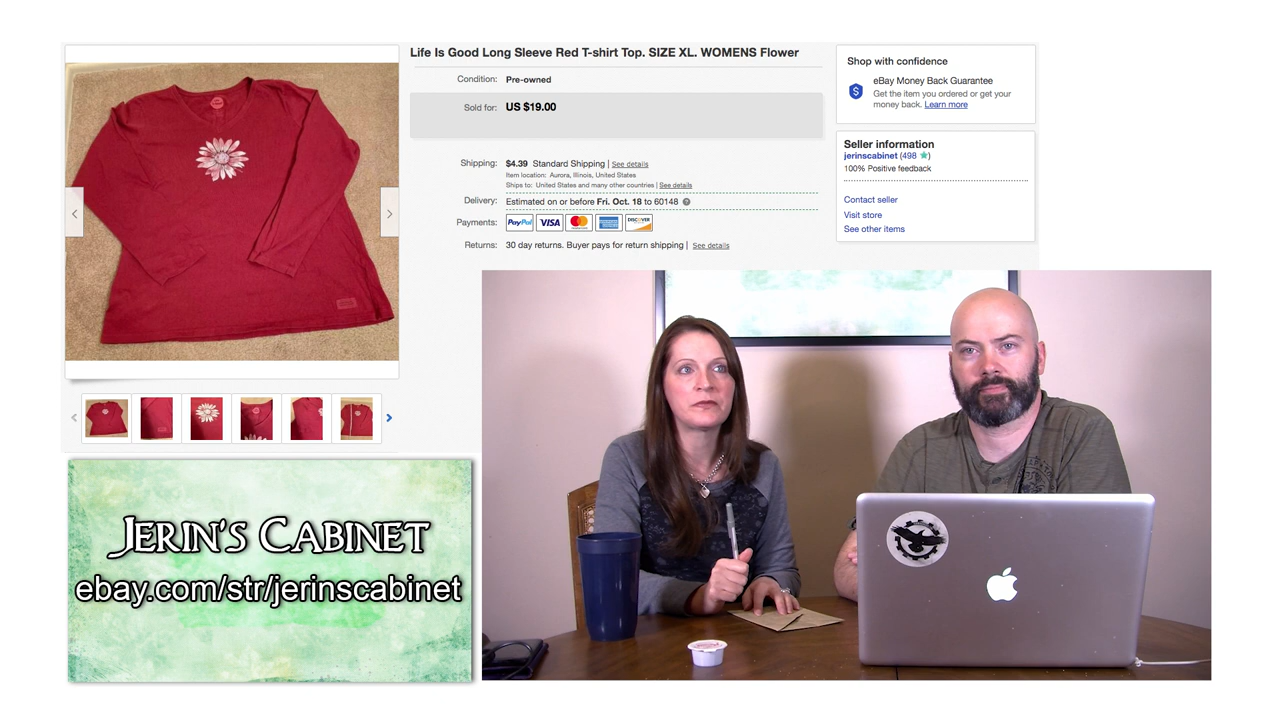 Life Is Good Long Sleeve Red T-shirt Top. SIZE XL. WOMENS Flower
Condition: Pre-owned
Sold for: US $19.00
Shipping: $4.39 Standard Shipping | See details
Item location: Aurora, Illinois, United States
Ships to: United States and many other countries | See details
Delivery: Estimated on or before Fri. Oct. 18 to 60148
Payments: PayPal VISA MasterCard DISCOVER
Returns: 30 day returns. Buyer pays for return shipping | See details
Shop with confidence
eBay Money Back Guarantee
Get the item you ordered or get your
money back. Learn more
Seller information
jerinscabinet (498)
100% Positive feedback
Contact seller
Visit store
See other items
JERIN'S CABINET
ebay.com/str/jerinscabinet